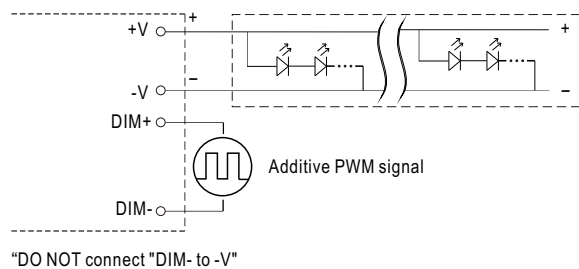 +V
+
+
-V
−
−
DIM+
Additive PWM signal
DIM-
“DO NOT connect "DIM- to -V"